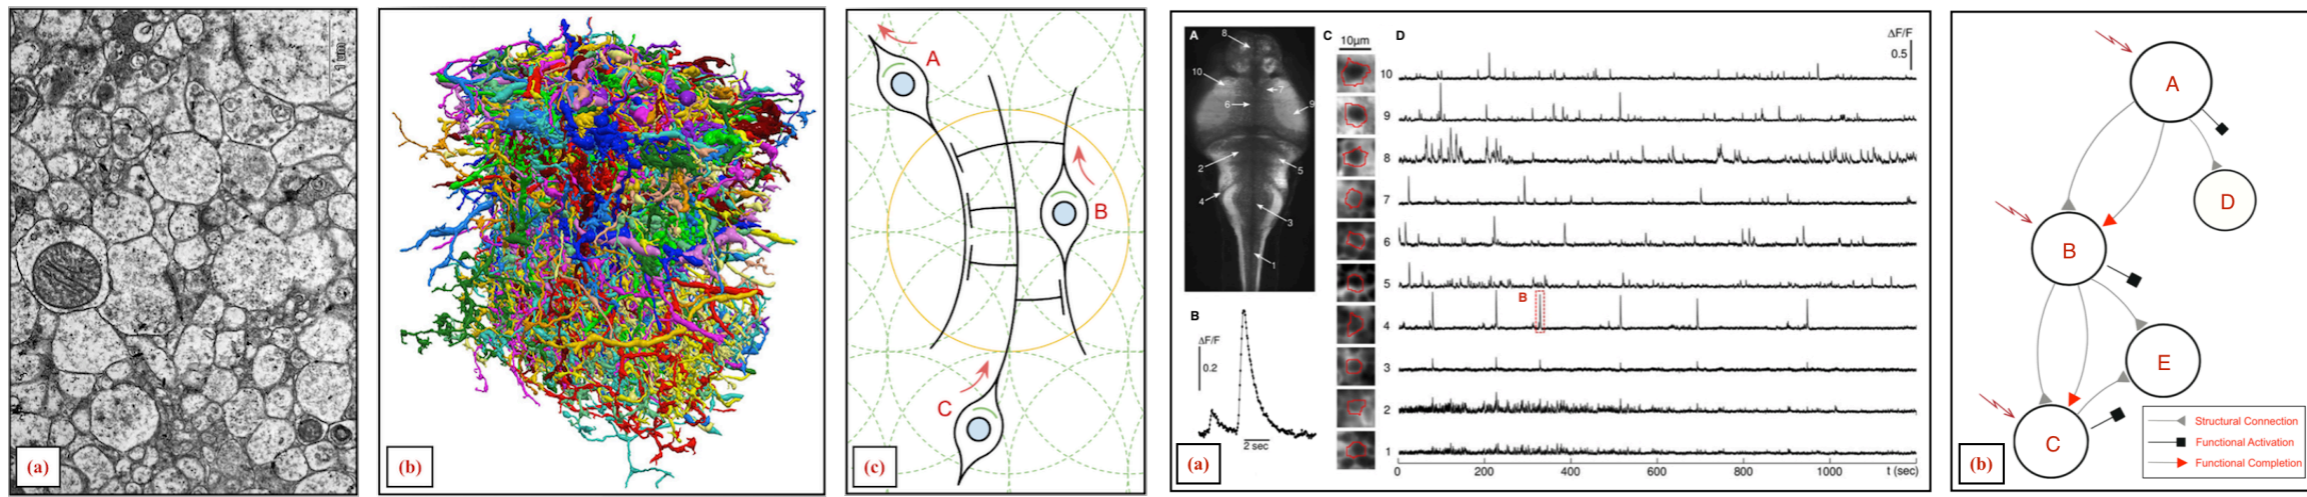 1 µm
(a)
(b)
A
B
C
(c)
A
8
10
7
6
9
2
5
4
3
1
B
ΔF/F
0.2
2 sec
(a)
C
10µm
D
ΔF/F
0.5
10
9
8
7
6
5
B
4
3
2
1
0
200
400
600
800
1000
t (sec)
A
D
B
E
C
Structural Connection
Functional Activation
Functional Completion
(b)